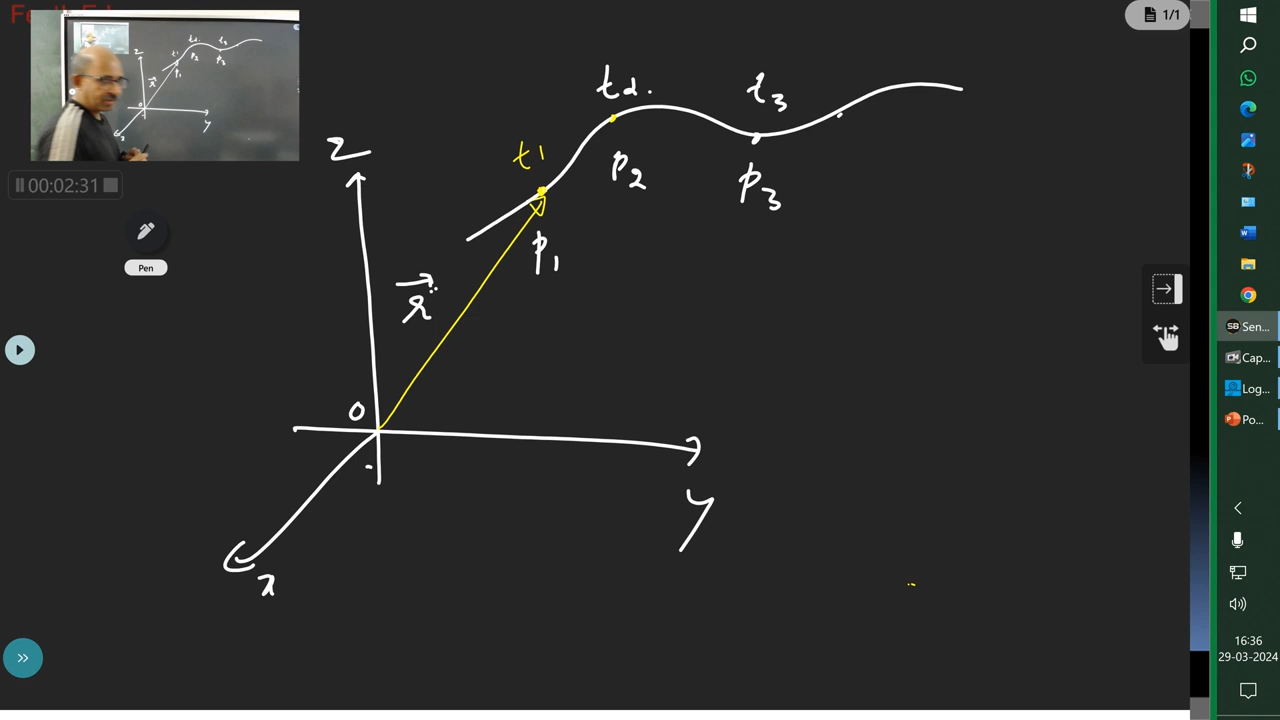 1/1
t2.
t3
Z
t1
00:02:31
P2
P3
P1
Pen
r
Sen...
Cap...
Log...
0
Po...
y
x
16:36
29-03-2024